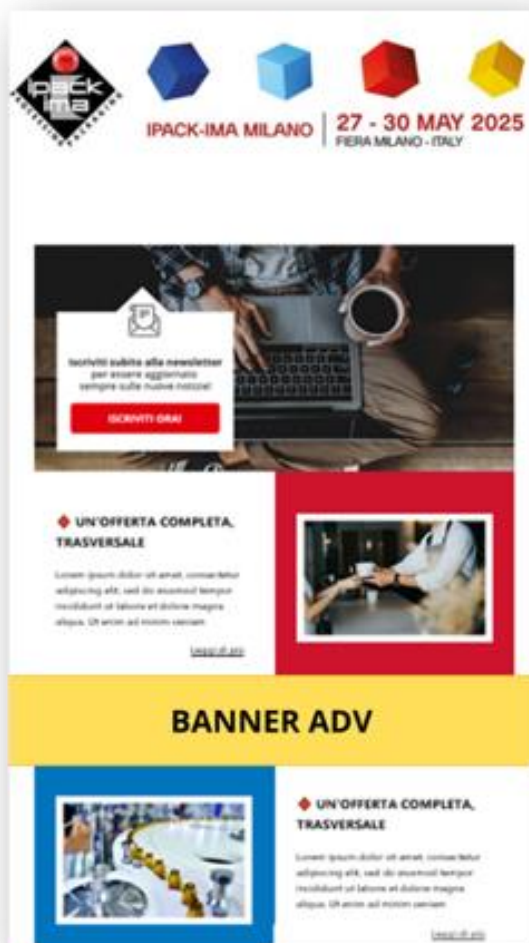 ipack
ima
PROCESSING & PACKAGING
IPACK-IMA MILANO
27 - 30 MAY 2025
FIERA MILANO - ITALY
Iscriviti subito alla newsletter
per essere aggiornato
sempre sulle nuove notizie!
ISCRIVITI ORA!
UN'OFFERTA COMPLETA,
TRASVERSALE
Lorem ipsum dolor sit amet, consectetur
adipiscing elit, sed do eiusmod tempor
incididunt ut labore et dolore magna
aliqua. Ut enim ad minim veniam
Leggi di più
BANNER ADV
UN'OFFERTA COMPLETA,
TRASVERSALE
Lorem ipsum dolor sit amet, consectetur
adipiscing elit, sed do eiusmod tempor
incididunt ut labore et dolore magna
aliqua. Ut enim ad minim veniam
Leggi di più